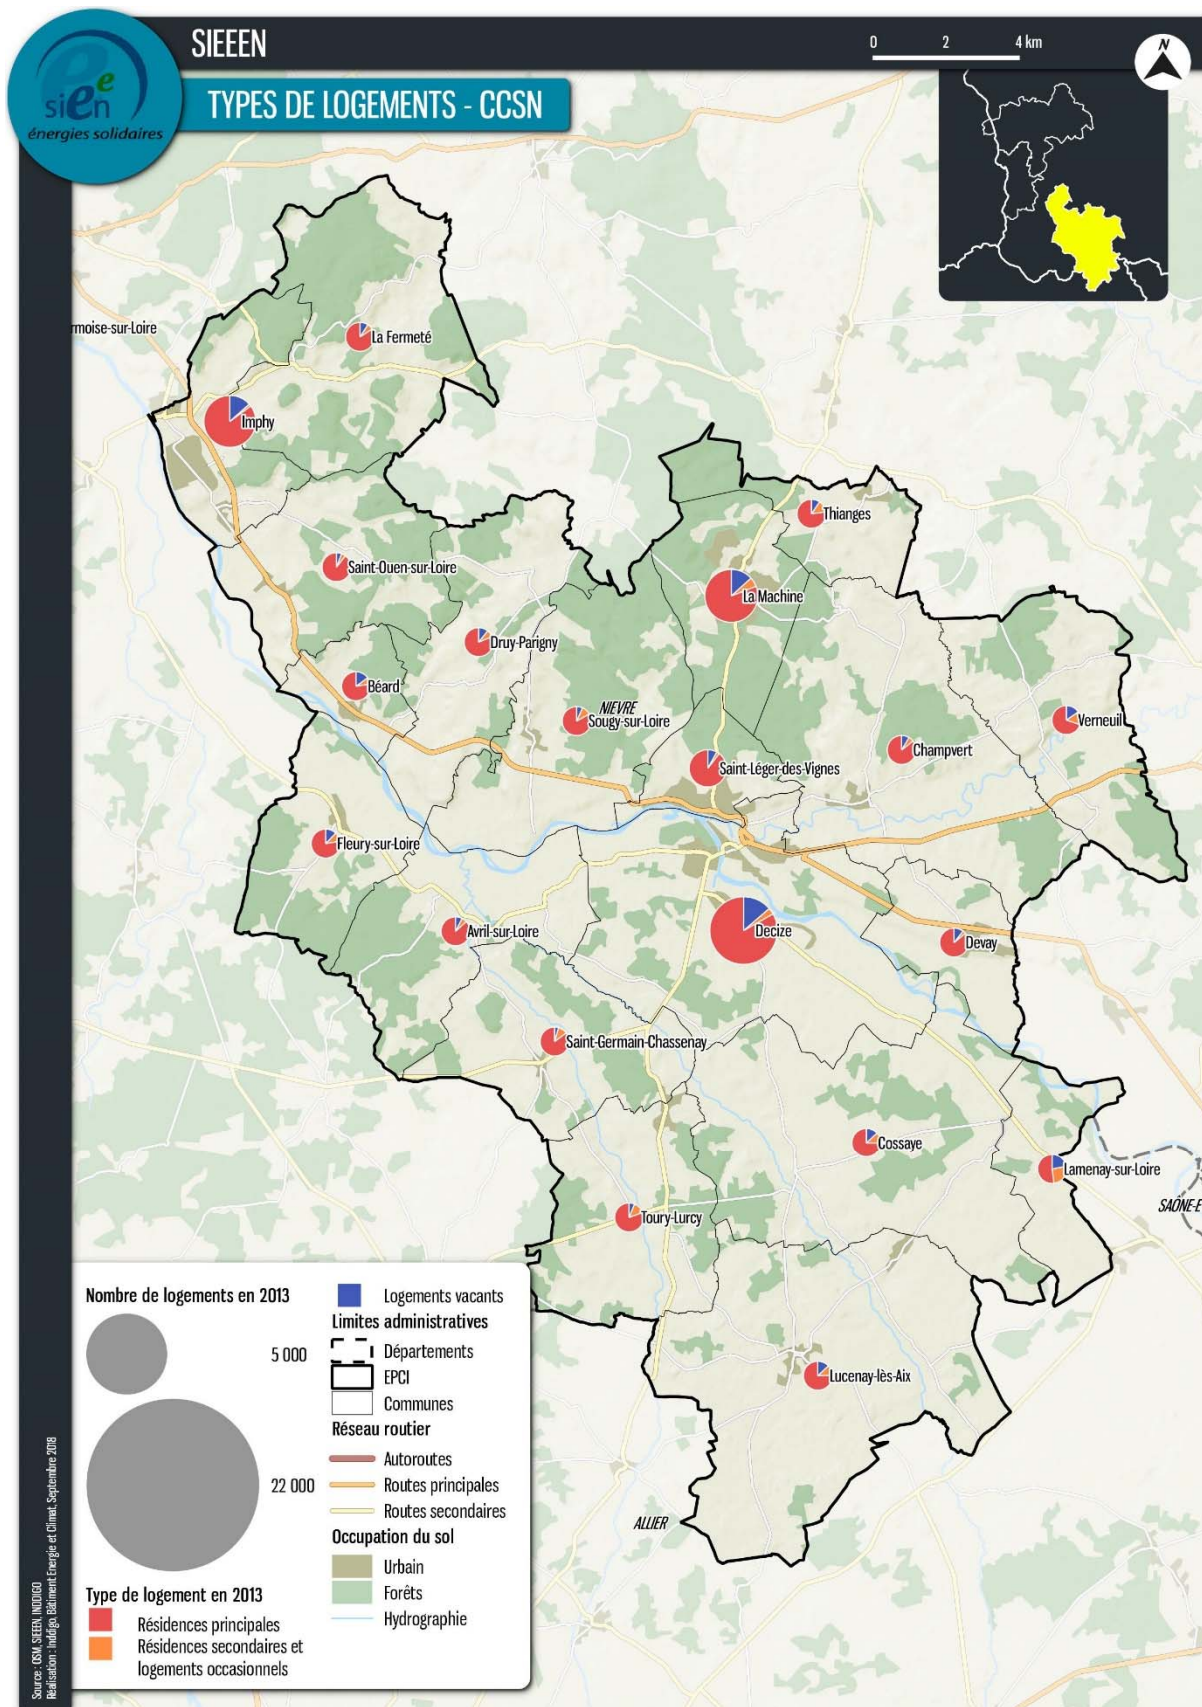 SIEEEN
0 2 4 km
N
siené
énergies solidaires
TYPES DE LOGEMENTS - CCSN
rmoise-sur-Loire
La Fermeté
Imphy
Thianges
Saint-Ouen-sur-Loire
La Machine
Druy-Parigny
Béard
NIEVRE
Sougy-sur-Loire
Verneuil
Champvert
Saint-Léger-des-Vignes
Fleury-sur-Loire
Avril-sur-Loire
Decize
Devay
Saint-Germain-Chassenay
Cossaye
Lamenay-sur-Loire
SAÔNE-E
Toury-Lurcy
Lucenay-lès-Aix
ALLIER
Nombre de logements en 2013
5 000
22 000
Type de logement en 2013
Résidences principales
Résidences secondaires et
logements occasionnels
Logements vacants
Limites administratives
Départements
EPCI
Communes
Réseau routier
Autoroutes
Routes principales
Routes secondaires
Occupation du sol
Urbain
Forêts
Hydrographie
Source : OSM, SIEEEN, INDDIGO
Réalisation : Inddigo, Bâtiment Energie et Climat, Septembre 2018